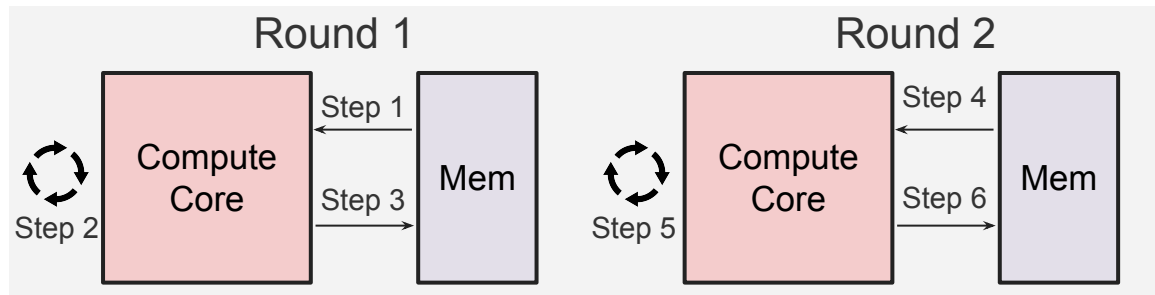 Round 1
Step 1
Compute
Core
Mem
Step 3
Step 2
Round 2
Step 4
Compute
Core
Mem
Step 6
Step 5